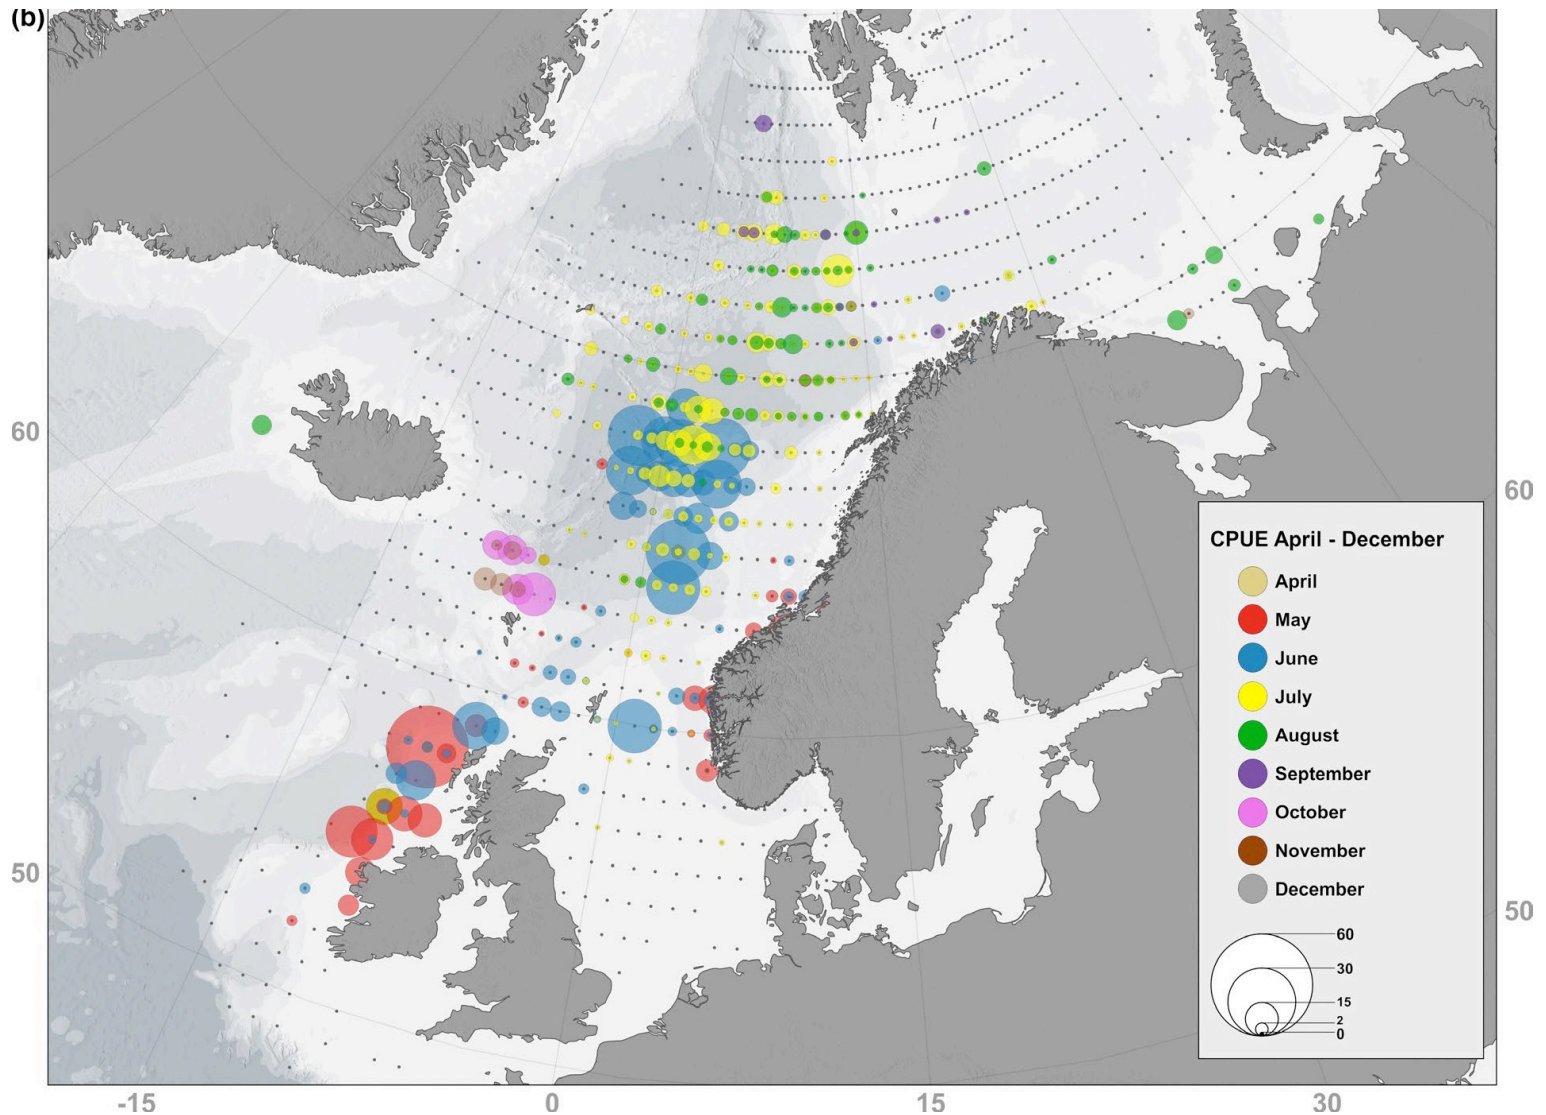 (b)
60
50
60
50
CPUE April - December
April
May
June
July
August
September
October
November
December
60
30
15
2
0
-15
0
15
30